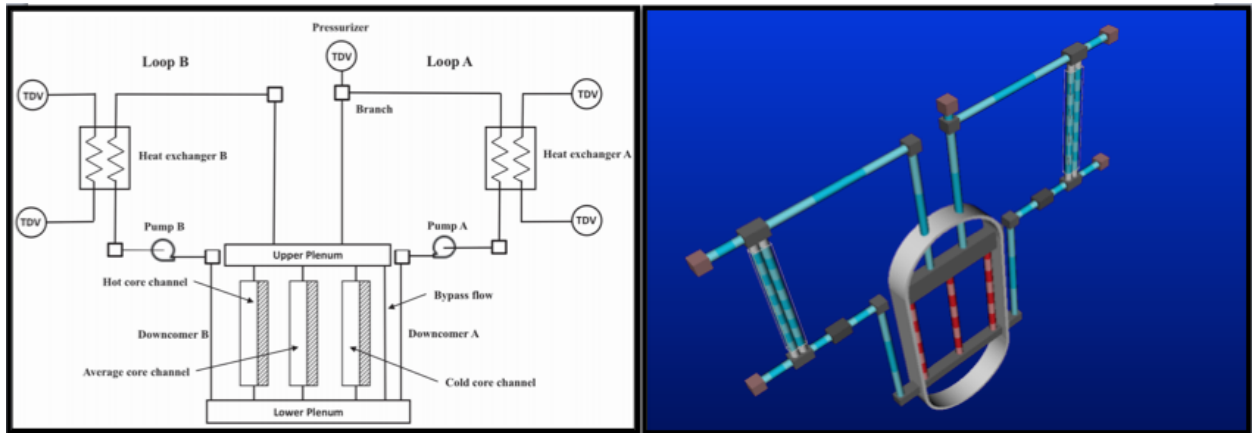 Pressurizer
TDV
Loop B
Loop A
TDV
TDV
Branch
Heat exchanger B
Heat exchanger A
TDV
TDV
Pump B
Pump A
Upper Plenum
Hot core channel
Bypass flow
Downcomer B
Downcomer A
Average core channel
Cold core channel
Lower Plenum